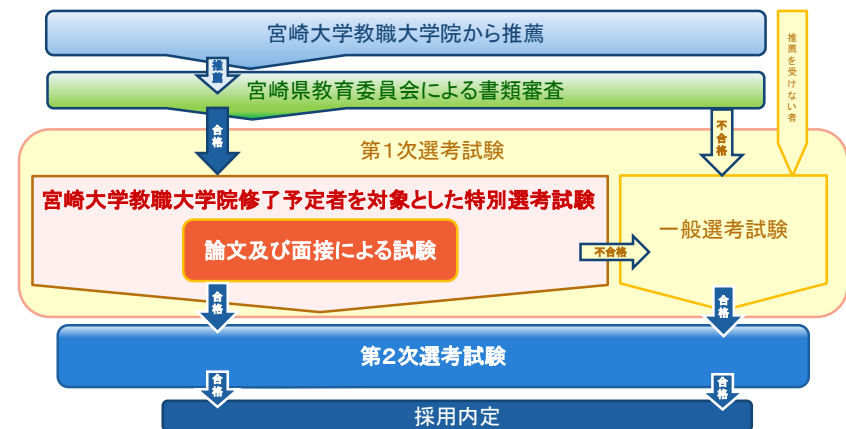 宮崎大学教職大学院から推薦
推薦
推薦を受けない者
宮崎県教育委員会による書類審査
合格
不合格
第1次選考試験
宮崎大学教職大学院修了予定者を対象とした特別選考試験
論文及び面接による試験
不合格
一般選考試験
合格
合格
第2次選考試験
合格
合格
採用内定